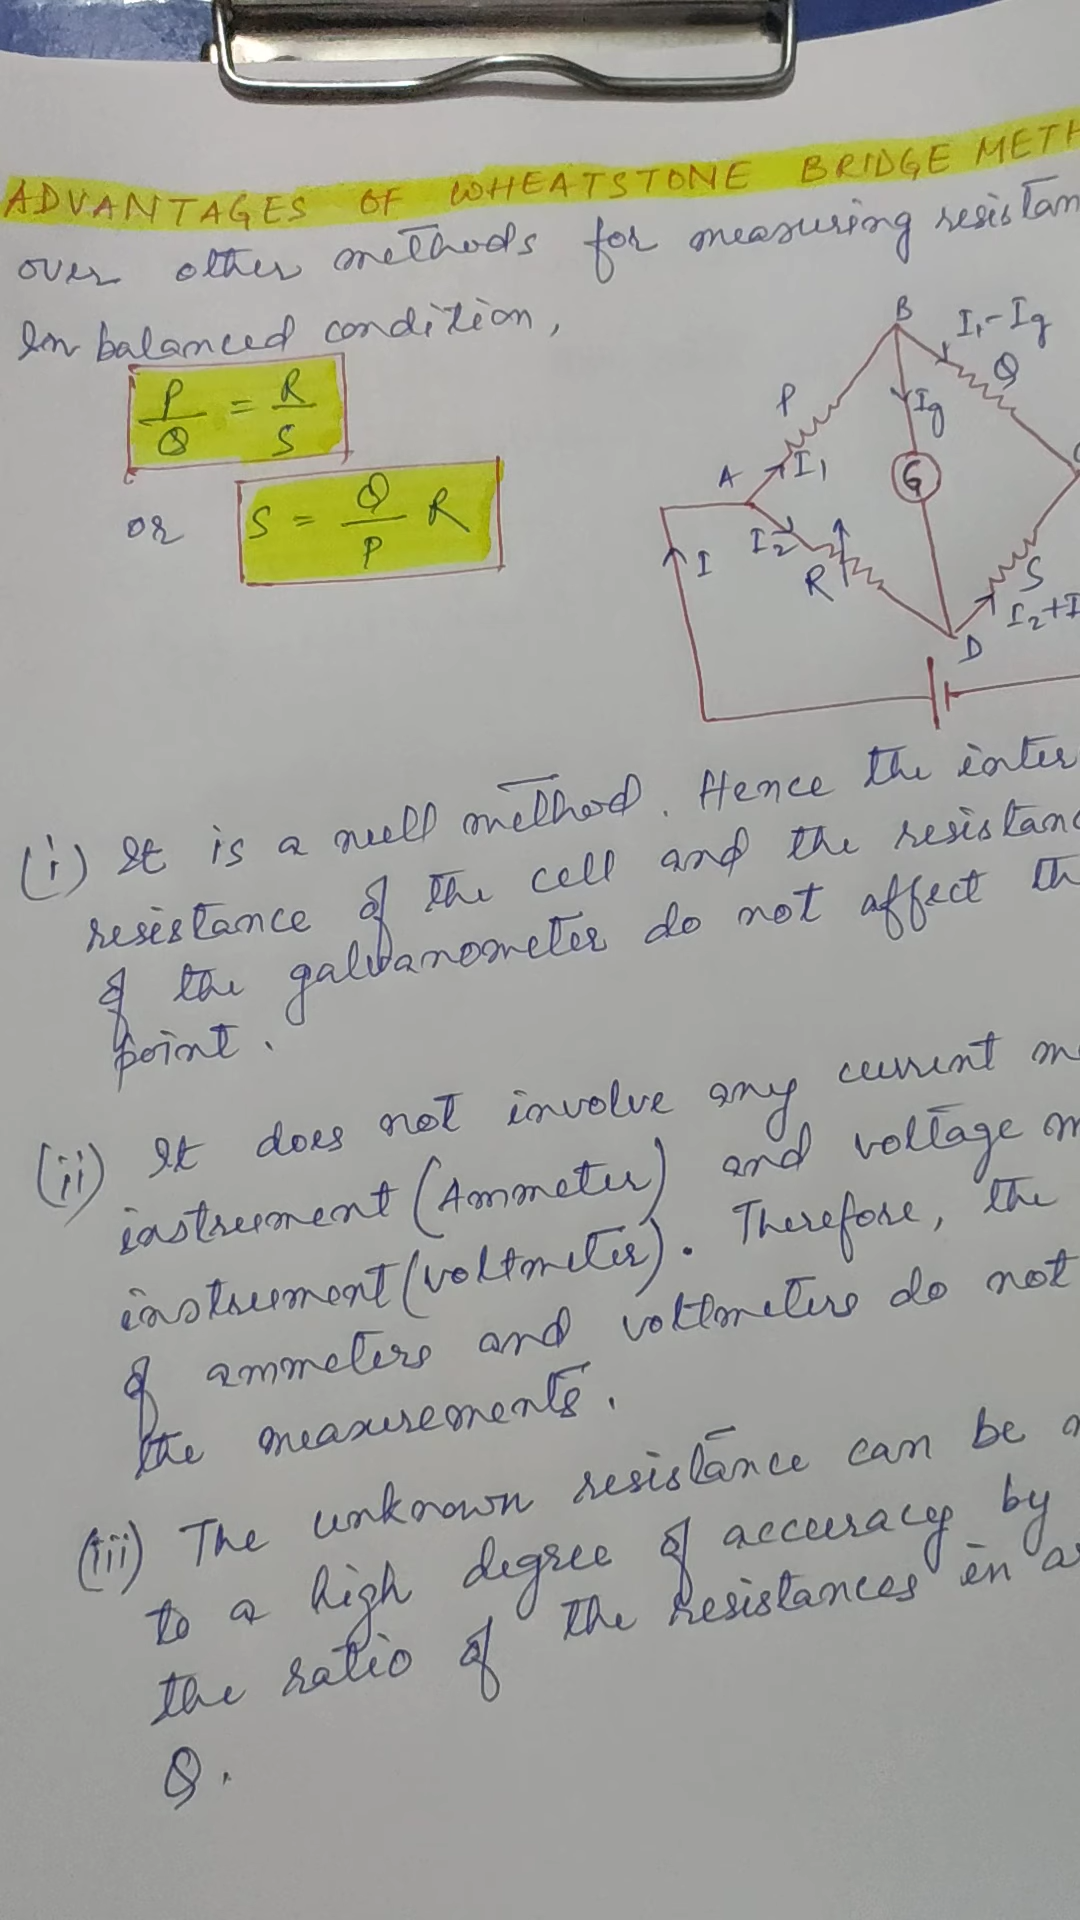 ADVANTAGES OF WHEATSTONE BRIDGE METH
over other methods for measuring resistan
In balanced condition,
P/Q = R/S
or S = Q/P R
B
I₁-Ig
Q
P
Ig
A
I₁
G
I₂
I
R
S
I₂+I
D
(i) It is a null method. Hence the inter
resistance of the cell and the resistanc
of the galvanometer do not affect th
point.
(ii) It does not involve any current me
instrument (Ammeter) and voltage m
instrument (voltmeter). Therefore, the
of ammeters and voltmeters do not
the measurements.
(iii) The unknown resistance can be
to a high degree of accuracy by
the ratio of the resistances in a
Q.